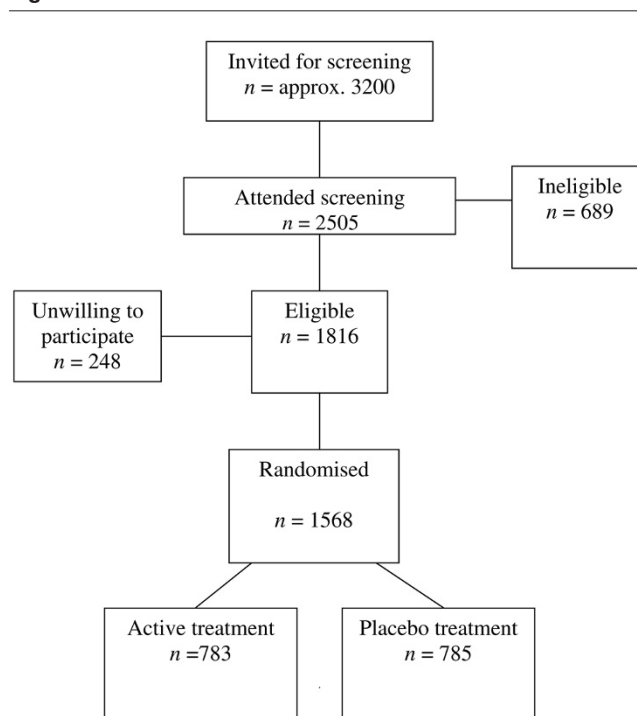 Invited for screening
n = approx. 3200
Attended screening
n = 2505
Ineligible
n = 689
Unwilling to
participate
n = 248
Eligible
n = 1816
Randomised
n = 1568
Active treatment
n =783
Placebo treatment
n = 785